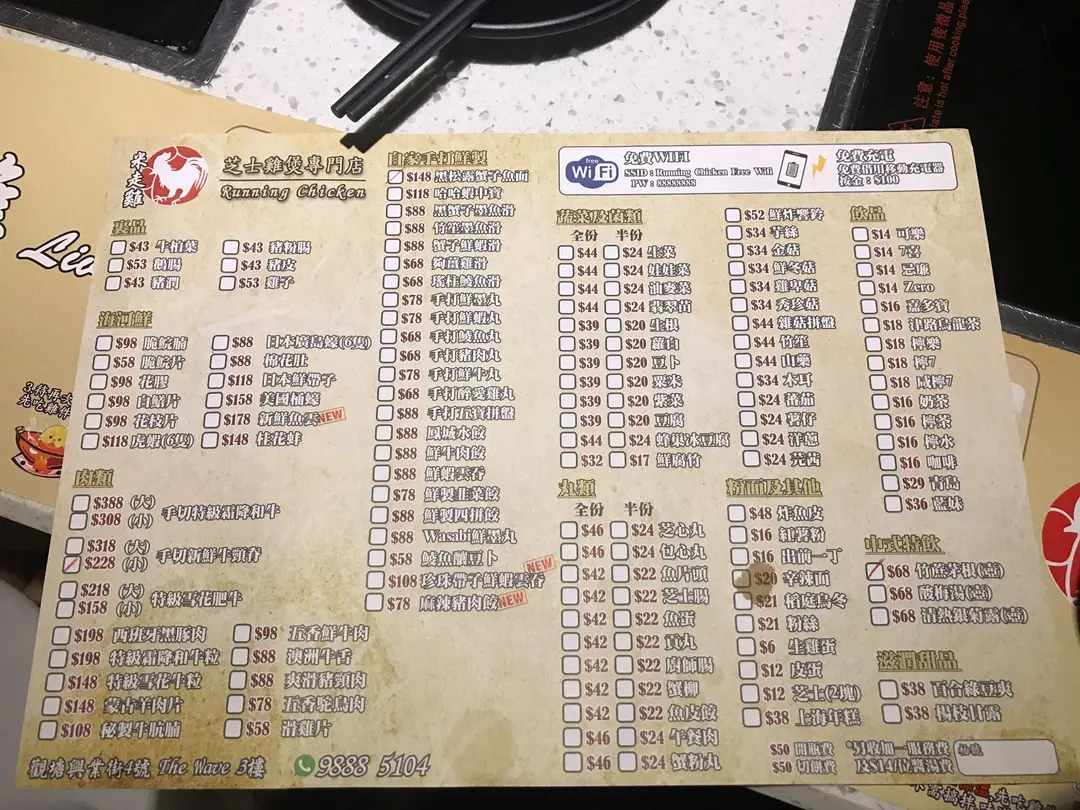 注意：使用後微晶
late is hot after cooking, plea
來走雞
芝士雞煲專門店
Running Chicken
裏品
$43 牛柏葉
$43 豬粉腸
$53 鵝腸
$43 豬皮
$43 豬潤
$53 雞子
海河鮮
$98 脆鯇腩
$88 日本廣島蠔(6隻)
$58 脆鯇片
$88 棉花肚
$98 花膠
$118 日本鮮帶子
$98 白鱔片
$158 美國桶蠔
$98 花枝片
$178 新鮮魚雲 NEW
$118 虎蝦(6隻)
$148 桂花蚌
肉類
$388 (大)
$308 (小) 手切特級霜降和牛
$318 (大)
$228 (小) 手切新鮮牛頸脊
$218 (大)
$158 (小) 特級雪花肥牛
$198 西班牙黑豚肉
$98 五香鮮牛肉
$198 特級霜降和牛粒
$88 澳洲牛舌
$148 特級雪花牛粒
$88 爽滑豬頸肉
$148 蒙古羊肉片
$78 五香鴕鳥肉
$108 秘製牛肮腩
$58 滑雞片
觀塘興業街4號 The Wave 3樓
9888 5104
自家手打鮮製
$148 黑松露蟹子魚面
$118 哈哈蝦中寶
$88 黑蟹子墨魚滑
$88 竹笙墨魚滑
$88 蟹子鮮蝦滑
$68 夠薑雞滑
$68 瑤柱鯪魚滑
$78 手打鮮墨丸
$78 手打鮮蝦丸
$68 手打鯪魚丸
$68 手打豬肉丸
$78 手打鮮牛丸
$68 手打醉愛雞丸
$88 手打五寶拼盤
$88 鳳城水餃
$88 鮮牛肉餃
$88 鮮蝦雲吞
$78 鮮製韭菜餃
$88 鮮製四拼餃
$88 Wasabi鮮墨丸
$58 鯪魚釀豆卜
$108 珍珠帶子鮮蝦雲吞 NEW
$78 麻辣豬肉餃 NEW
free
Wi Fi
免費WIFI
SSID : Running Chicken Free Wifi
PW : 88888888
免費充電
免費借用移動充電器
按金 : $100
蔬菜及菌類
全份 半份
$44 $24 生菜
$44 $24 娃娃菜
$44 $24 油麥菜
$44 $24 翡翠苗
$39 $20 生根
$39 $20 蘿白
$39 $20 豆卜
$39 $20 粟米
$39 $20 紫菜
$39 $20 豆腐
$44 $24 蜂巢冰豆腐
$32 $17 鮮腐竹
$52 鮮炸響鈴
$34 芋絲
$34 金菇
$34 鮮冬菇
$34 雞髀菇
$34 秀珍菇
$44 雜菇拼盤
$44 竹笙
$44 山藥
$34 木耳
$24 蕃茄
$24 薯仔
$24 洋蔥
$24 芫茜
丸類
全份 半份
$46 $24 芝心丸
$46 $24 包心丸
$42 $22 魚片頭
$42 $22 芝士腸
$42 $22 魚蛋
$42 $22 貢丸
$42 $22 廚師腸
$42 $22 蟹柳
$42 $22 魚皮餃
$46 $24 午餐肉
$46 $24 蟹粉丸
粉面及其他
$48 炸魚皮
$16 紅薯粉
$16 出前一丁
$20 辛辣面
$21 稻庭烏冬
$21 粉絲
$6 生雞蛋
$12 皮蛋
$12 芝士(2塊)
$38 上海年糕
飲品
$14 可樂
$14 7喜
$14 忌廉
$14 Zero
$16 嘉多寶
$18 津路烏龍茶
$18 檸樂
$18 檸7
$18 咸檸7
$16 奶茶
$16 檸茶
$16 檸水
$16 咖啡
$29 青島
$36 藍妹
中式特飲
$68 竹蔗茅根(壺)
$68 酸梅湯(壺)
$68 清熱銀菊露(壺)
滋潤甜品
$38 百合綠豆爽
$38 楊枝甘露
$50 開瓶費
$50 切餅費
*另收加一服務費
及$14/位醬湯費